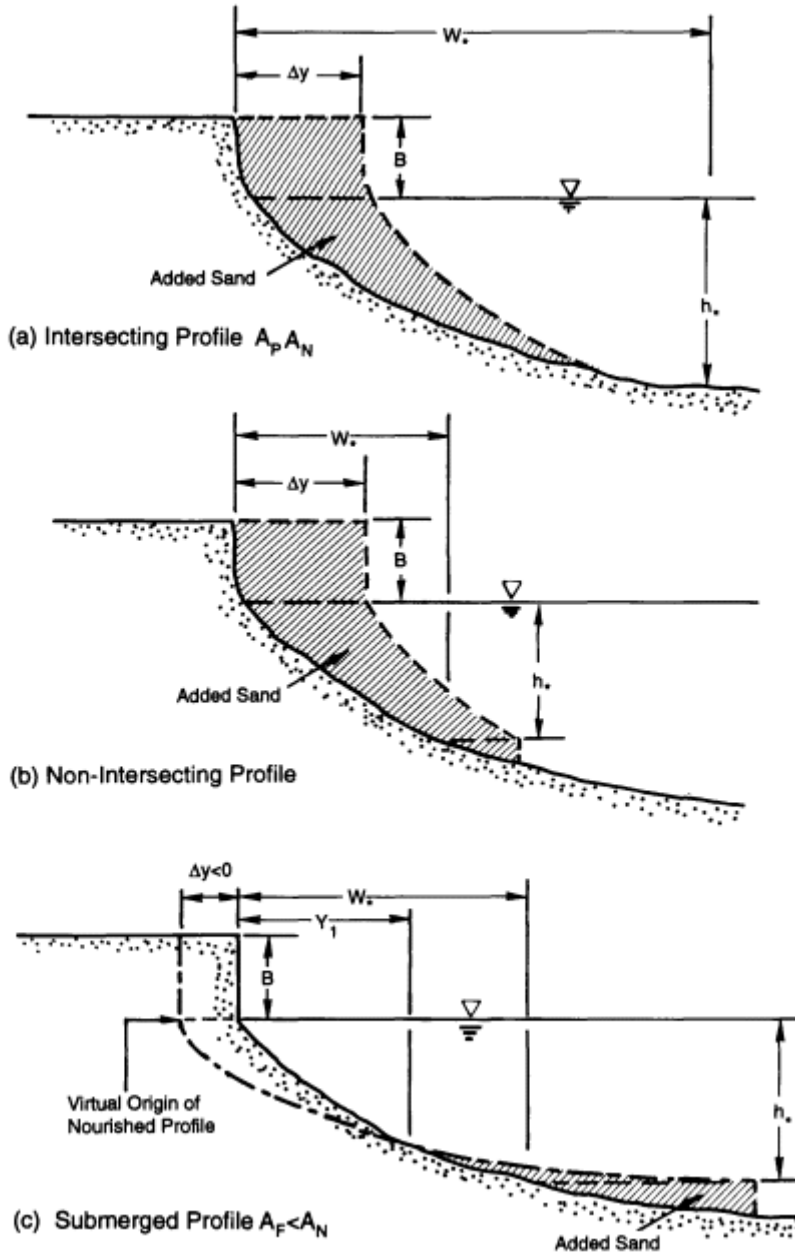 W*
Δy
B
h*
Added Sand
(a) Intersecting Profile A_P A_N
W*
Δy
B
h*
Added Sand
(b) Non-Intersecting Profile
Δy<0
W*
Y₁
B
h*
Virtual Origin of
Nourished Profile
(c) Submerged Profile A_F<A_N
Added Sand